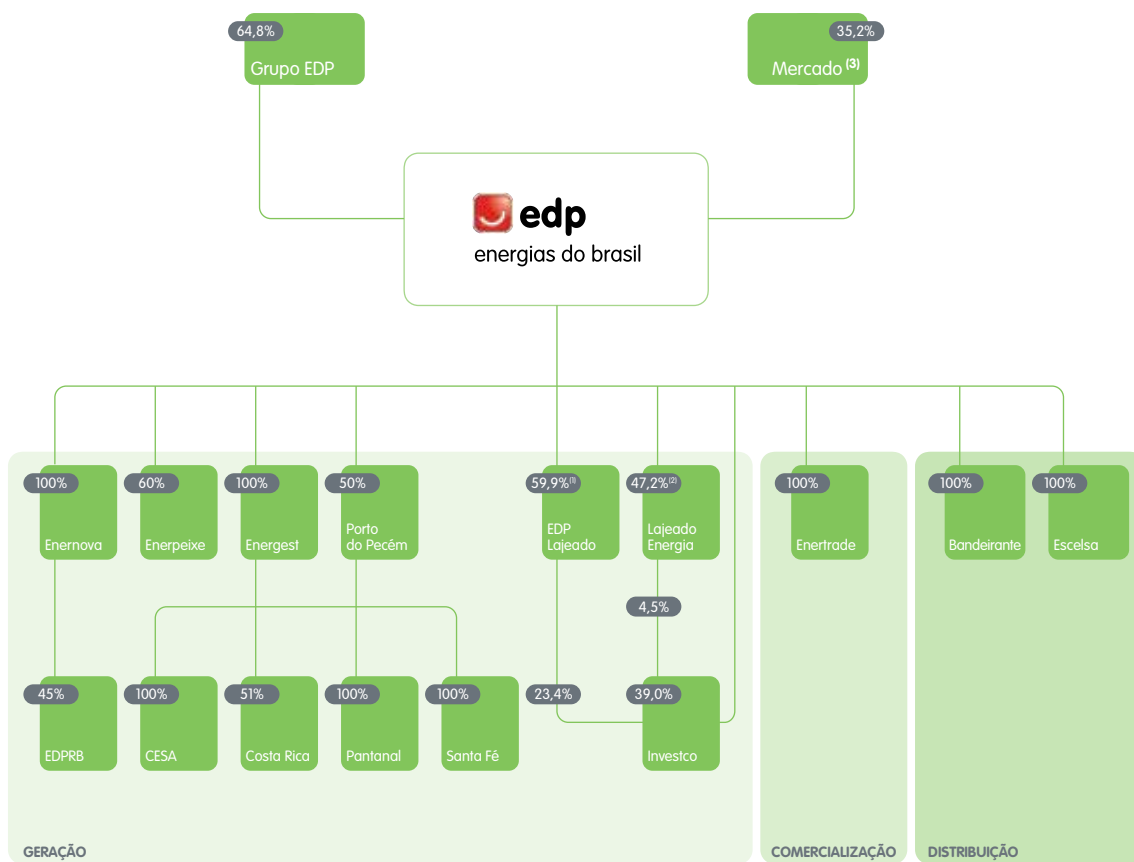 64,8%
Grupo EDP
35,2%
Mercado (3)
edp
energias do brasil
100%
Enernova
60%
Enerpeixe
100%
Energest
50%
Porto
do Pecém
59,9%(1)
EDP
Lajeado
47,2%(2)
Lajeado
Energia
100%
Enertrade
100%
Bandeirante
100%
Escelsa
4,5%
45%
EDPRB
100%
CESA
51%
Costa Rica
100%
Pantanal
100%
Santa Fé
23,4%
39,0%
Investco
GERAÇÃO
COMERCIALIZAÇÃO
DISTRIBUIÇÃO